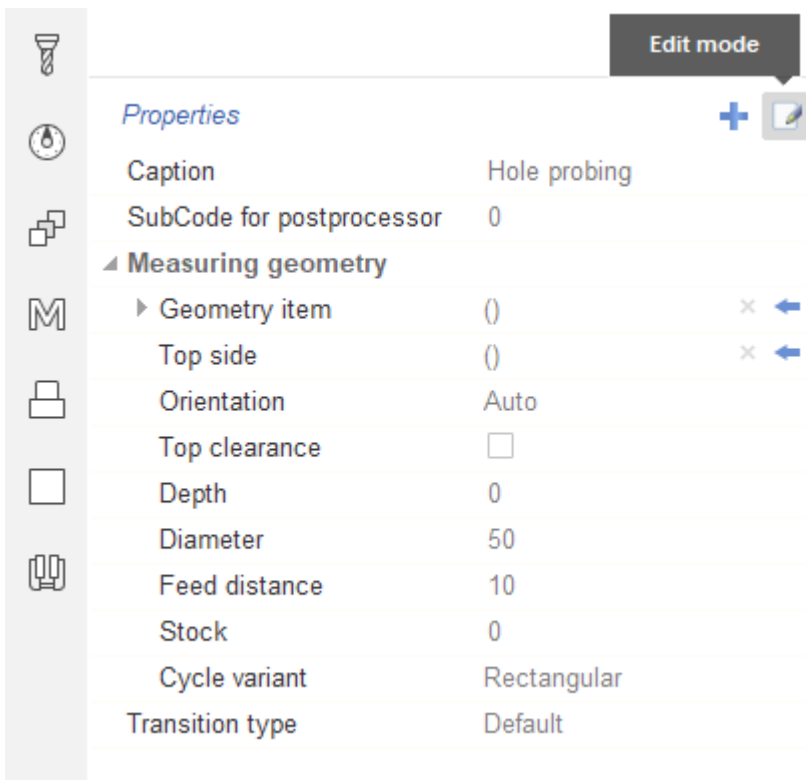 Edit mode
Properties
Caption Hole probing
SubCode for postprocessor 0
Measuring geometry
Geometry item ()
Top side ()
Orientation Auto
Top clearance
Depth 0
Diameter 50
Feed distance 10
Stock 0
Cycle variant Rectangular
Transition type Default